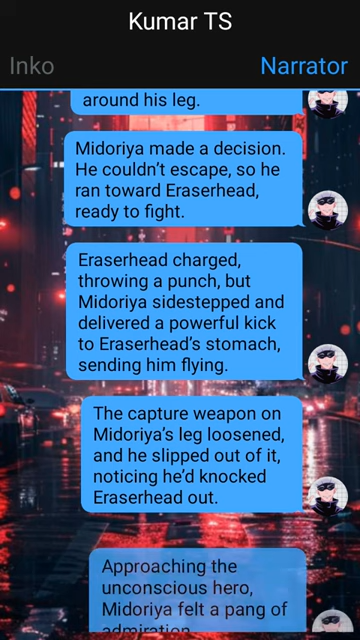 Kumar TS
Inko
Narrator
around his leg.
Midoriya made a decision.
He couldn't escape, so he
ran toward Eraserhead,
ready to fight.
Eraserhead charged,
throwing a punch, but
Midoriya sidestepped and
delivered a powerful kick
to Eraserhead's stomach,
sending him flying.
The capture weapon on
Midoriya's leg loosened,
and he slipped out of it,
noticing he'd knocked
Eraserhead out.
Approaching the
unconscious hero,
Midoriya felt a pang of
admiration